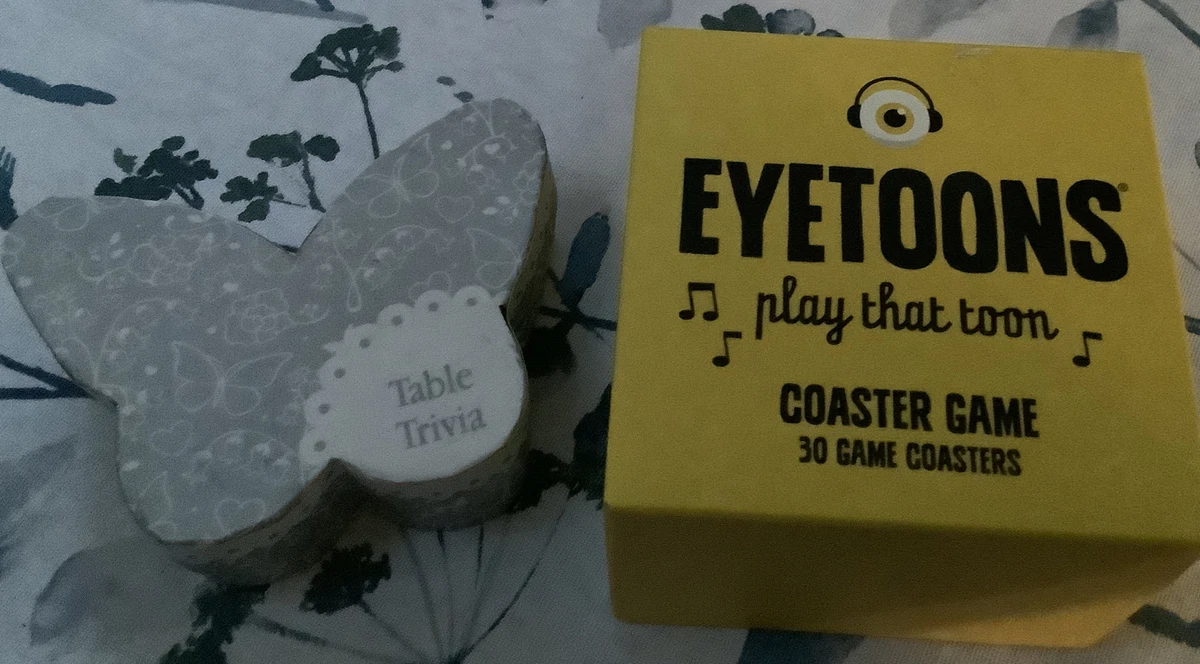 Table
Trivia
EYETOONS®
play that toon
COASTER GAME
30 GAME COASTERS